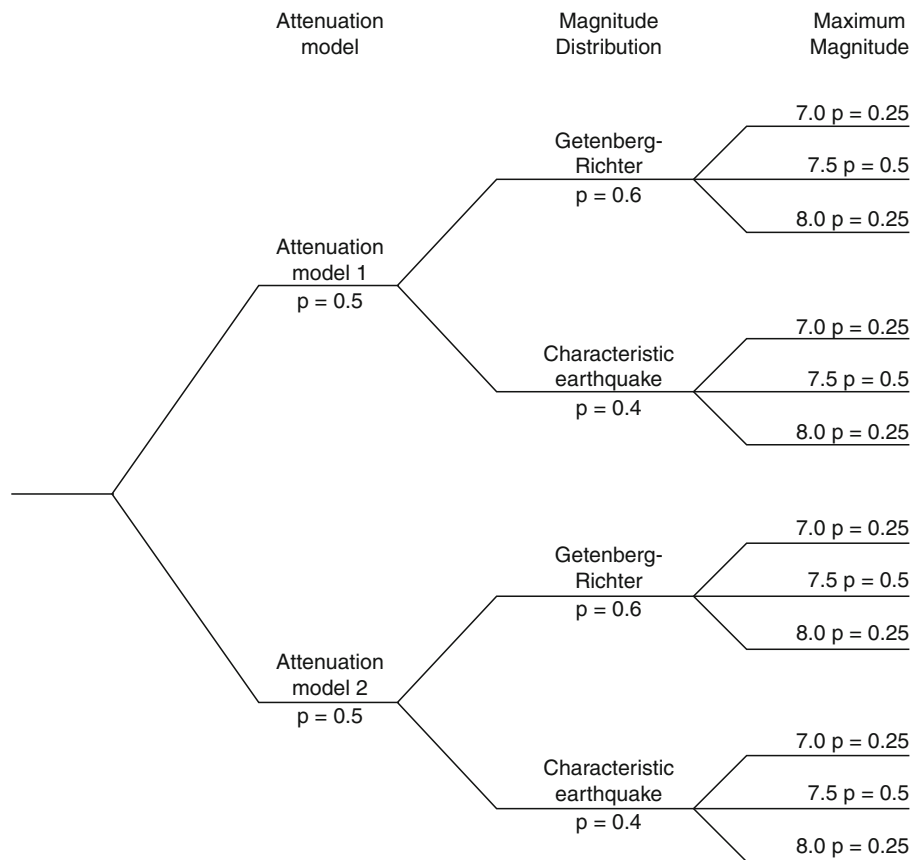 Attenuation
model
Magnitude
Distribution
Maximum
Magnitude
7.0 p = 0.25
Getenberg-
Richter
p = 0.6
7.5 p = 0.5
8.0 p = 0.25
Attenuation
model 1
p = 0.5
7.0 p = 0.25
Characteristic
earthquake
p = 0.4
7.5 p = 0.5
8.0 p = 0.25
7.0 p = 0.25
Getenberg-
Richter
p = 0.6
7.5 p = 0.5
8.0 p = 0.25
Attenuation
model 2
p = 0.5
7.0 p = 0.25
Characteristic
earthquake
p = 0.4
7.5 p = 0.5
8.0 p = 0.25